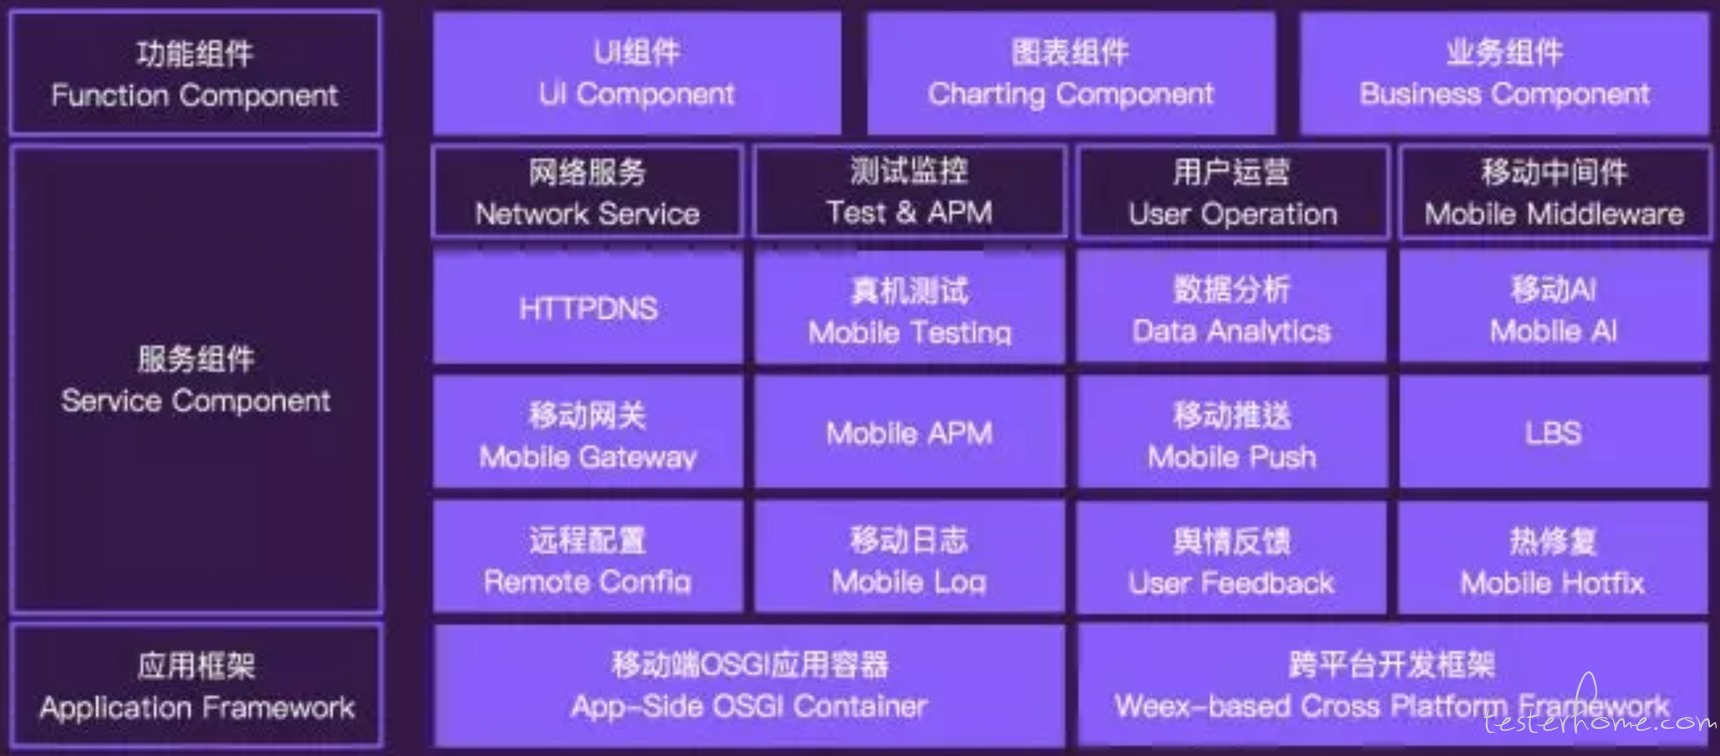 功能组件
Function Component
UI组件
UI Component
图表组件
Charting Component
业务组件
Business Component
服务组件
Service Component
网络服务
Network Service
测试监控
Test & APM
用户运营
User Operation
移动中间件
Mobile Middleware
HTTPDNS
真机测试
Mobile Testing
数据分析
Data Analytics
移动AI
Mobile AI
移动网关
Mobile Gateway
Mobile APM
移动推送
Mobile Push
LBS
远程配置
Remote Config
移动日志
Mobile Log
舆情反馈
User Feedback
热修复
Mobile Hotfix
应用框架
Application Framework
移动端OSGI应用容器
App-Side OSGI Container
跨平台开发框架
Weex-based Cross Platform Framework
testerhome.com